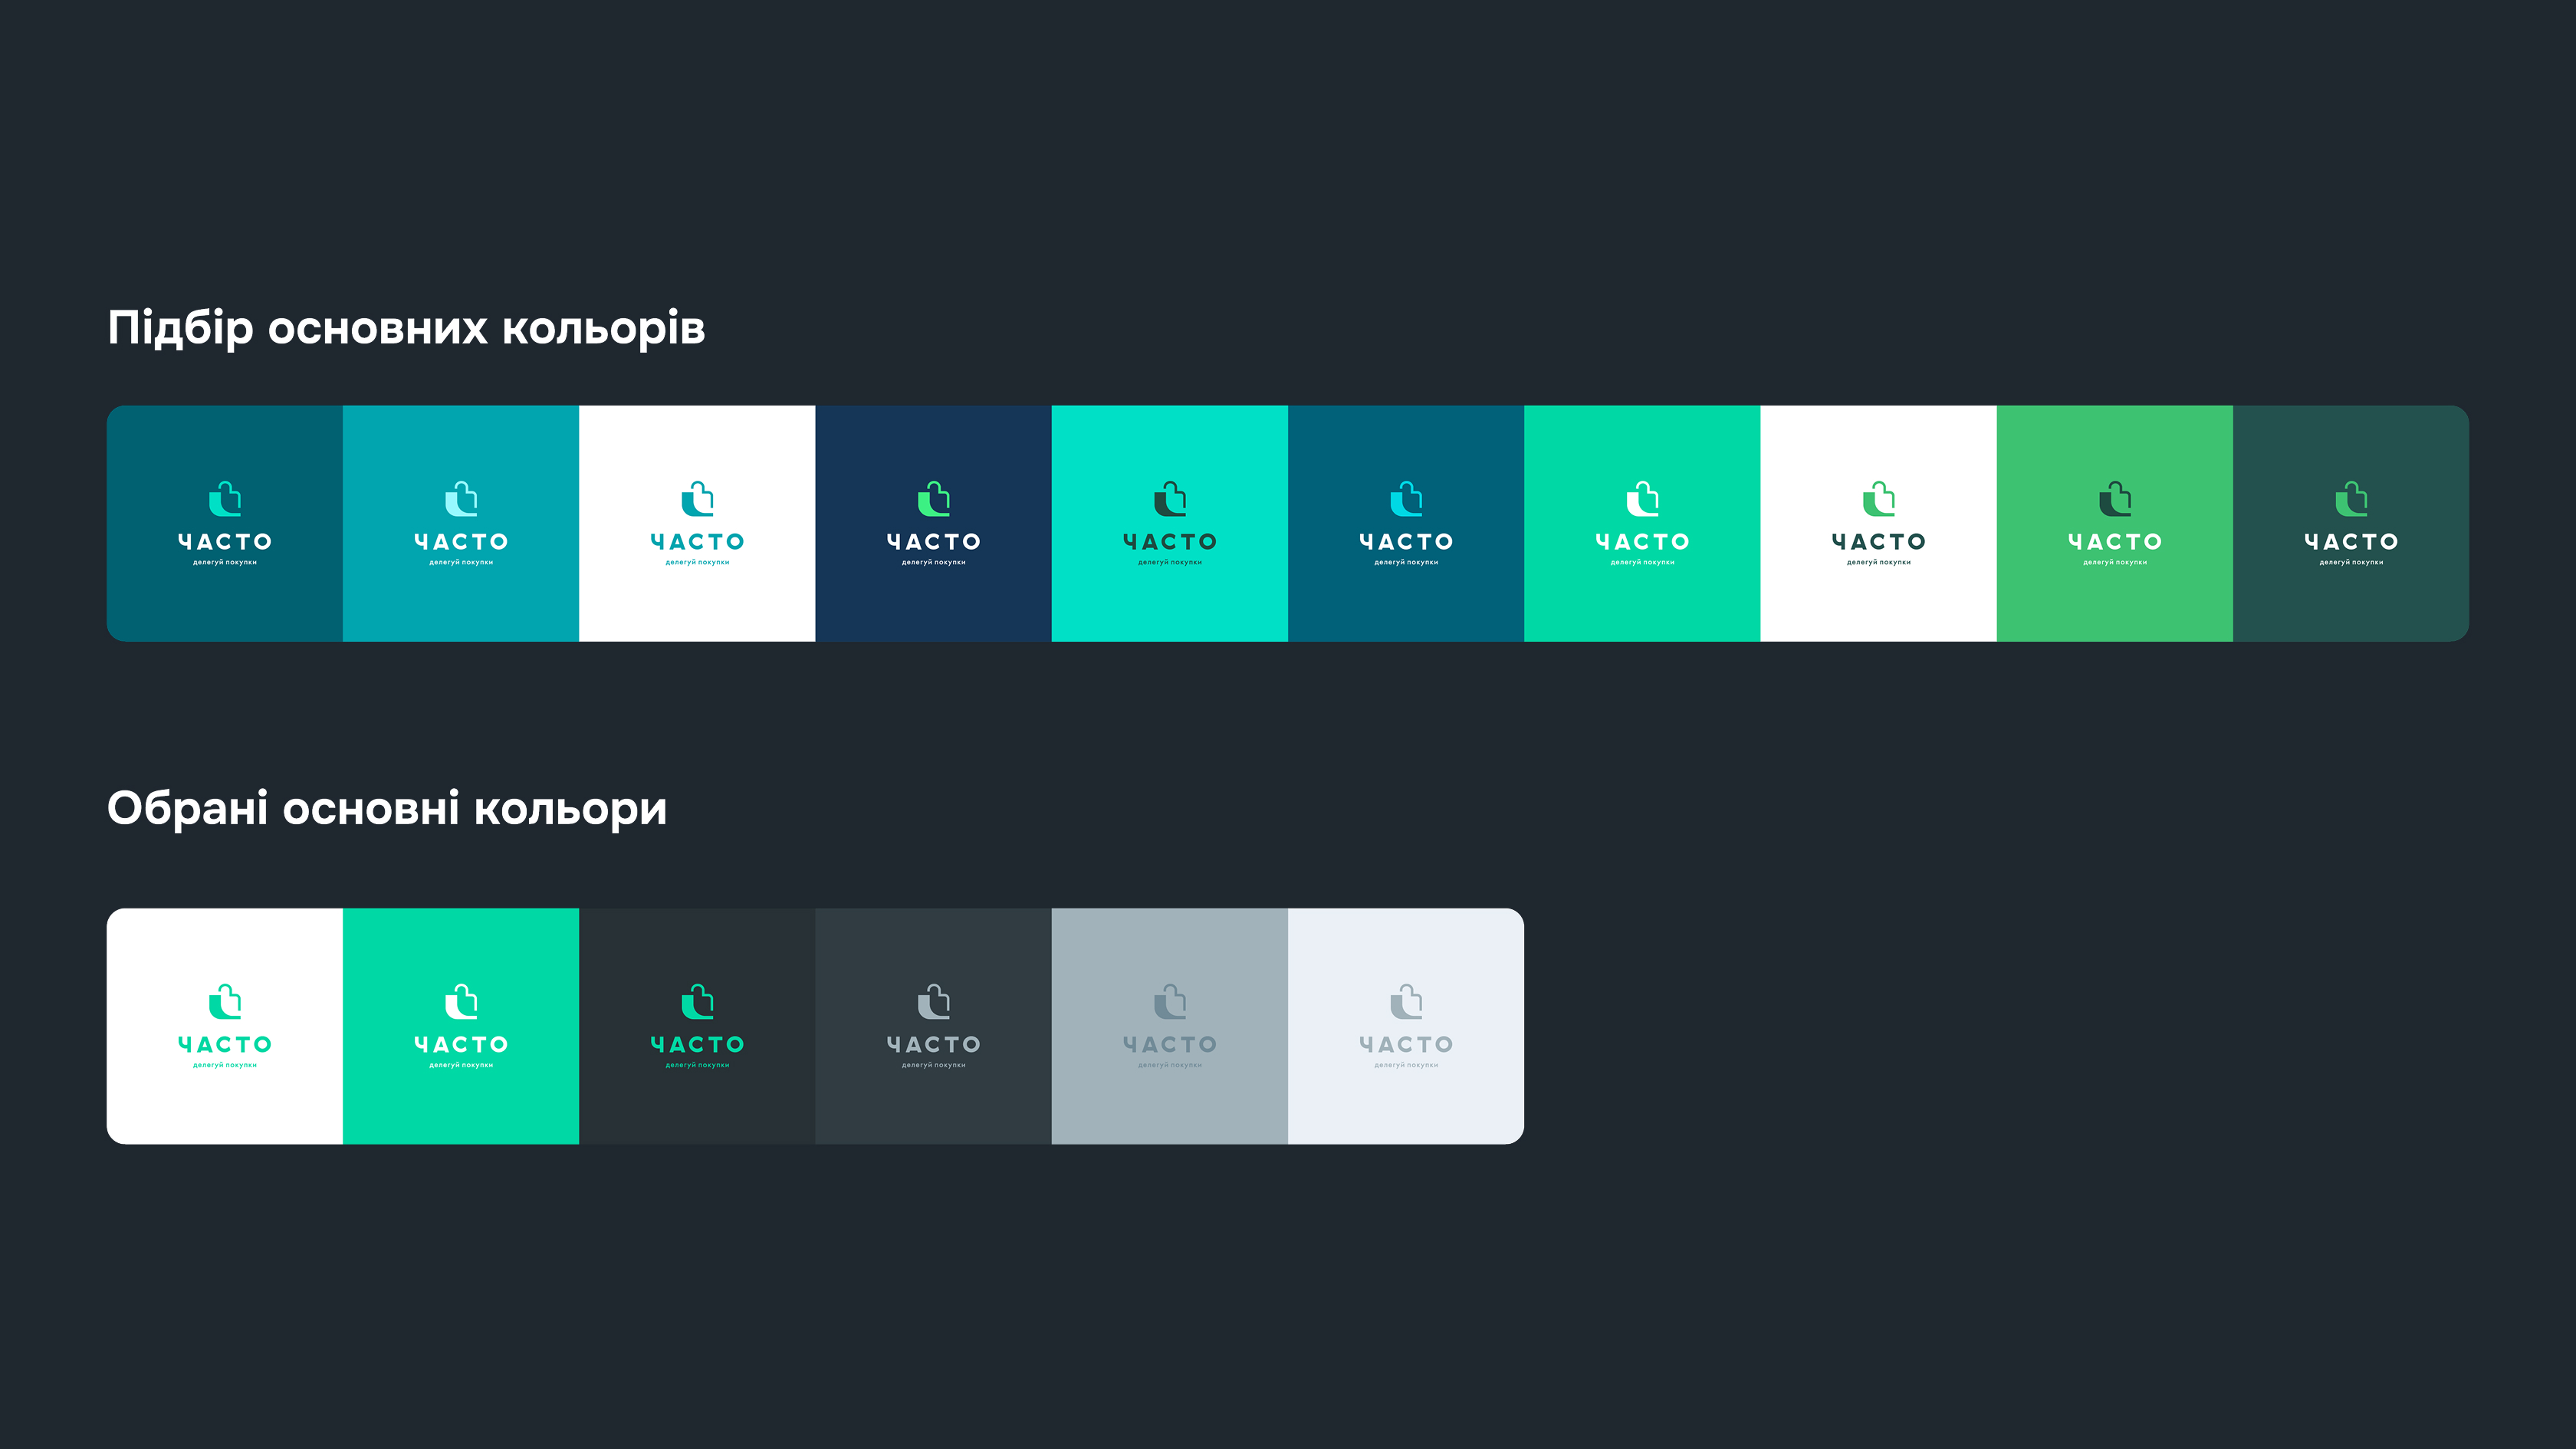 Підбір основних кольорів
ЧАСТО ЧАСТО ЧАСТО ЧАСТО ЧАСТО ЧАСТО ЧАСТО ЧАСТО ЧАСТО ЧАСТО
делегуй покупки делегуй покупки делегуй покупки делегуй покупки делегуй покупки делегуй покупки делегуй покупки делегуй покупки делегуй покупки делегуй покупки
Обрані основні кольори
ЧАСТО ЧАСТО ЧАСТО ЧАСТО ЧАСТО ЧАСТО
делегуй покупки делегуй покупки делегуй покупки делегуй покупки делегуй покупки делегуй покупки